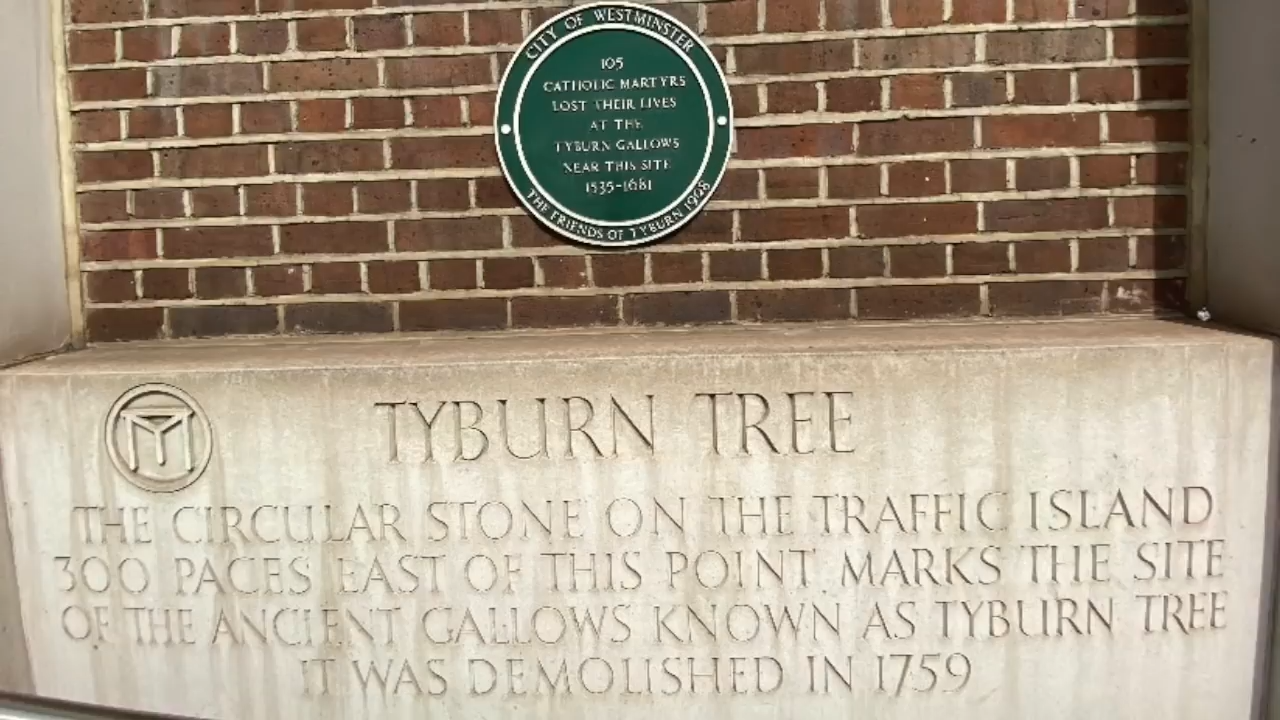 CITY OF WESTMINSTER
105
CATHOLIC MARTYRS
LOST THEIR LIVES
AT THE
TYBURN GALLOWS
NEAR THIS SITE
1535-1681
THE FRIENDS OF TYBURN 1968
TYBURN TREE
THE CIRCULAR STONE ON THE TRAFFIC ISLAND
300 PACES EAST OF THIS POINT MARKS THE SITE
OF THE ANCIENT GALLOWS KNOWN AS TYBURN TREE
IT WAS DEMOLISHED IN 1759